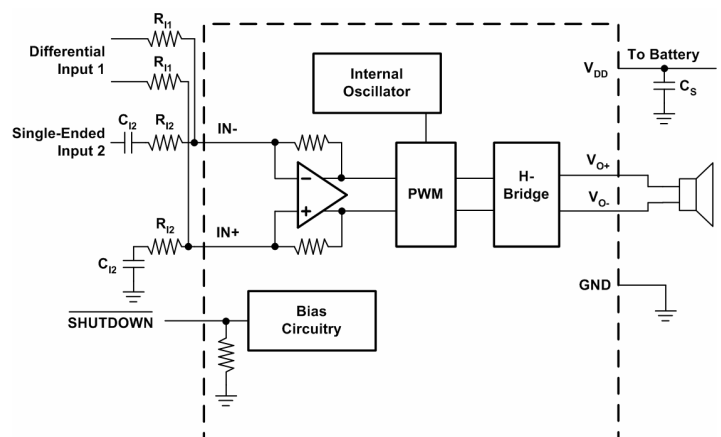 R_I1
Differential
Input 1
R_I1
C_I2
R_I2
Single-Ended
Input 2
IN-
R_I2
IN+
C_I2
SHUTDOWN
Internal
Oscillator
−
+
PWM
H-
Bridge
Bias
Circuitry
V_DD
To Battery
C_S
V_O+
V_O-
GND